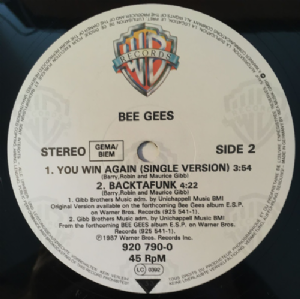 WB
RECORDS
BEE GEES
STEREO GEMA/ BIEM SIDE 2
1. YOU WIN AGAIN (SINGLE VERSION) 3:54
(Barry, Robin and Maurice Gibb)
2. BACKTAFUNK 4:22
(Barry, Robin and Maurice Gibb)
1. Gibb Brothers Music adm. by Unichappell Music BMI
Original Version available on the forthcoming Bee Gees album E.S.P.
on Warner Bros. Records (925 541-1).
2. Gibb Brothers Music adm. by Unichappell Music BMI
From the forthcoming BEE GEES album E.S.P. on Warner Bros.
Records (925 541-1).
℗ 1987 Warner Bros. Records Inc.
920 790-0
45 RpM
LC 0392